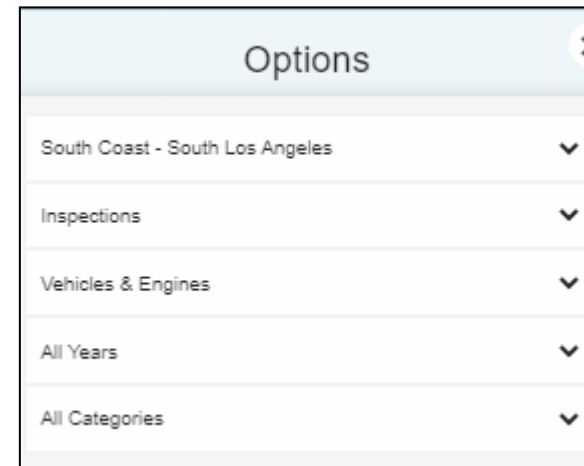 Options
South Coast - South Los Angeles
Inspections
Vehicles & Engines
All Years
All Categories